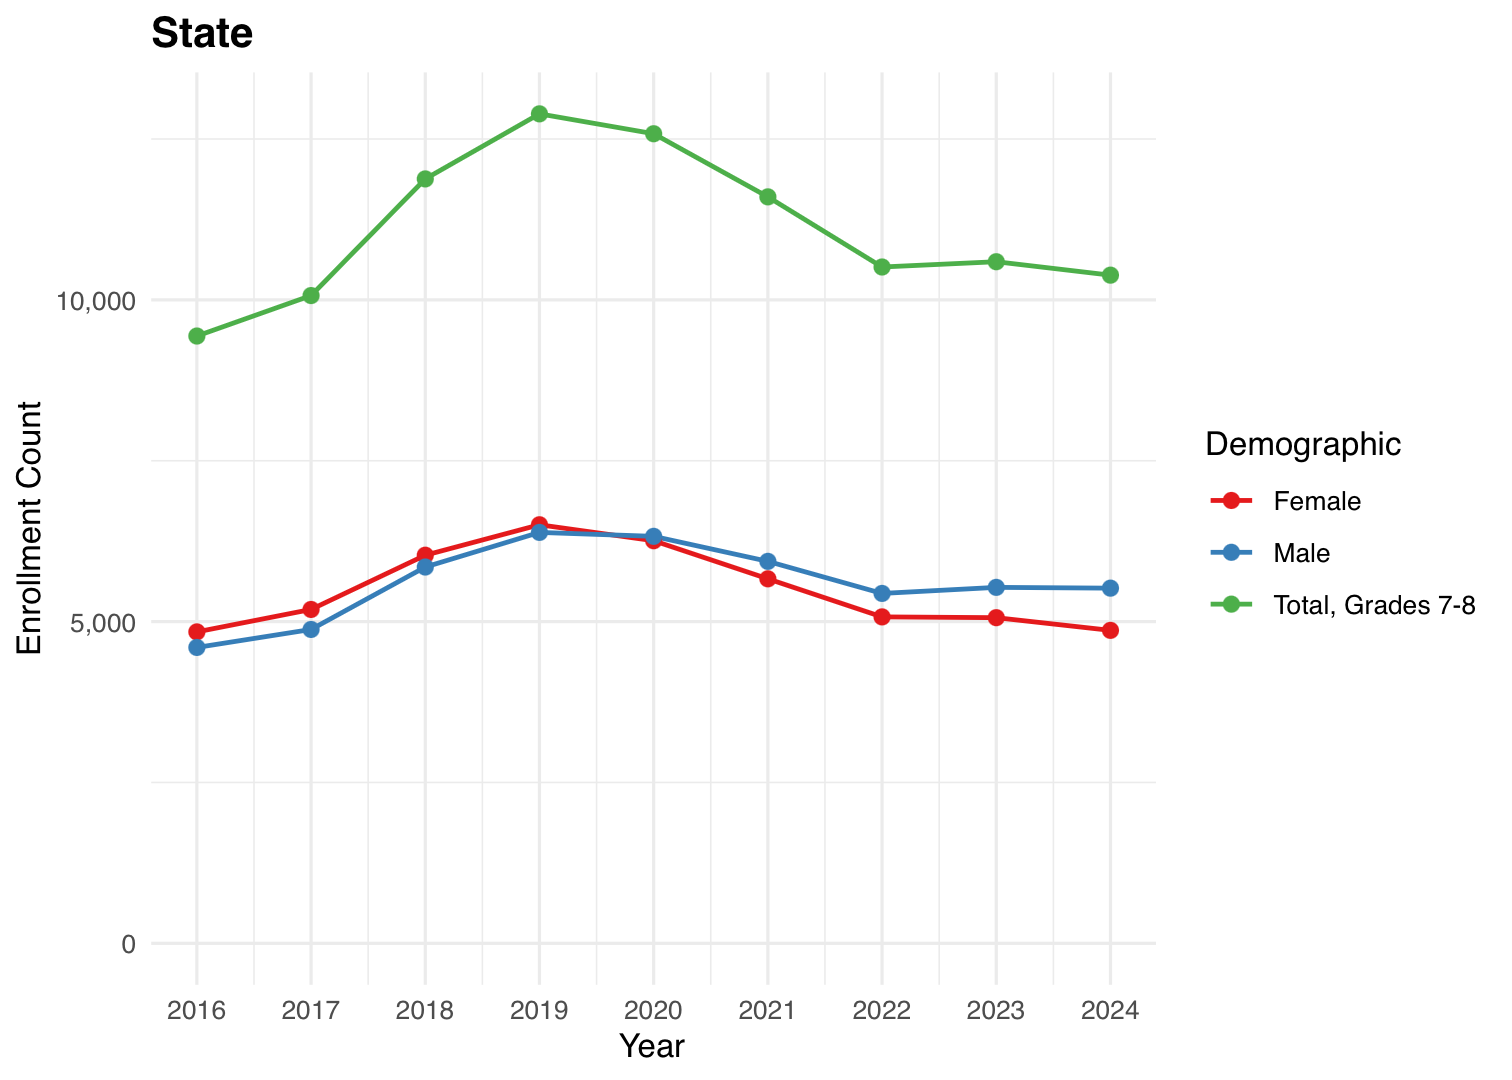 State
Enrollment Count
10,000
5,000
0
2016 2017 2018 2019 2020 2021 2022 2023 2024
Year
Demographic
Female
Male
Total, Grades 7-8